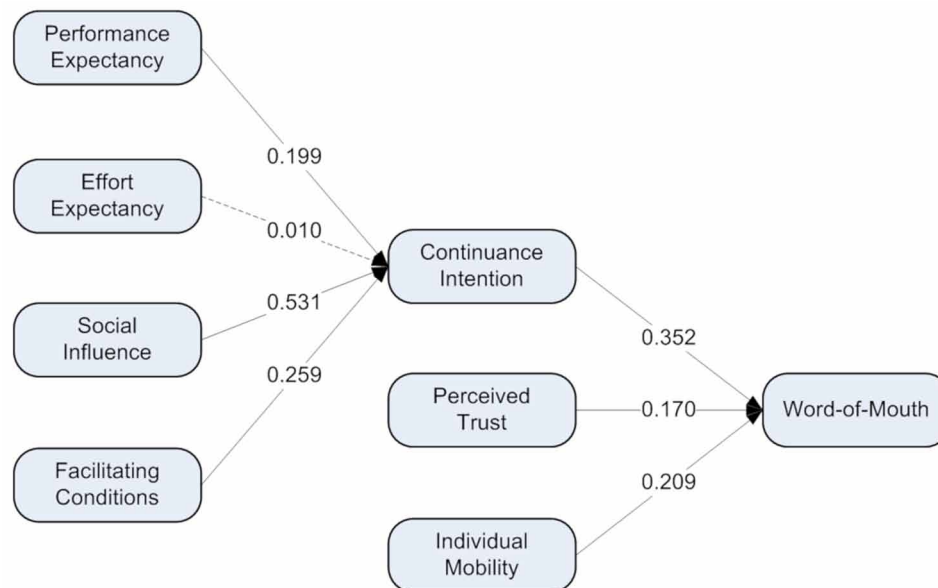 Performance
Expectancy
0.199
Effort
Expectancy
0.010
Continuance
Intention
0.531
Social
Influence
0.352
0.259
Perceived
Trust
0.170
Word-of-Mouth
Facilitating
Conditions
0.209
Individual
Mobility